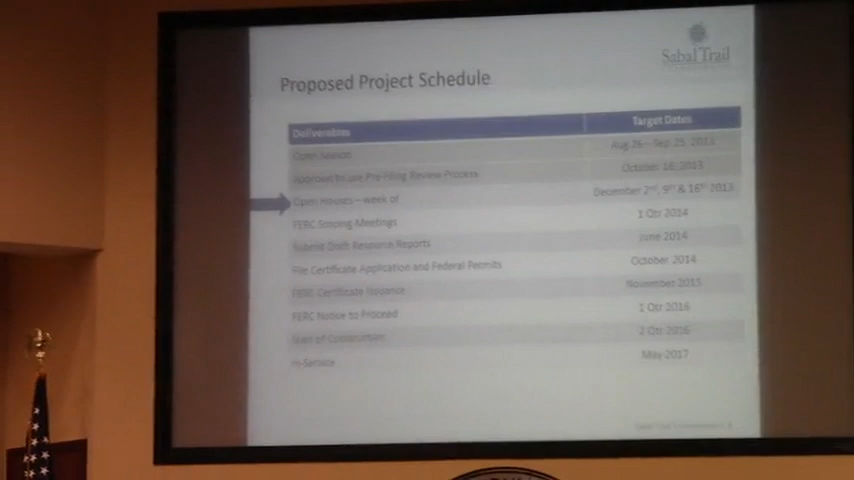 Sabal Trail
Proposed Project Schedule
Deliverables Target Dates
Open Season Aug 26 – Sep 25, 2013
Approval to use Pre-Filing Review Process October 16, 2013
Open Houses – week of December 2nd, 9th & 16th 2013
FERC Scoping Meetings 1 Qtr 2014
Submit Draft Resource Reports June 2014
File Certificate Application and Federal Permits October 2014
FERC Certificate Issuance November 2015
FERC Notice to Proceed 1 Qtr 2016
Start of Construction 2 Qtr 2016
In-Service May 2017